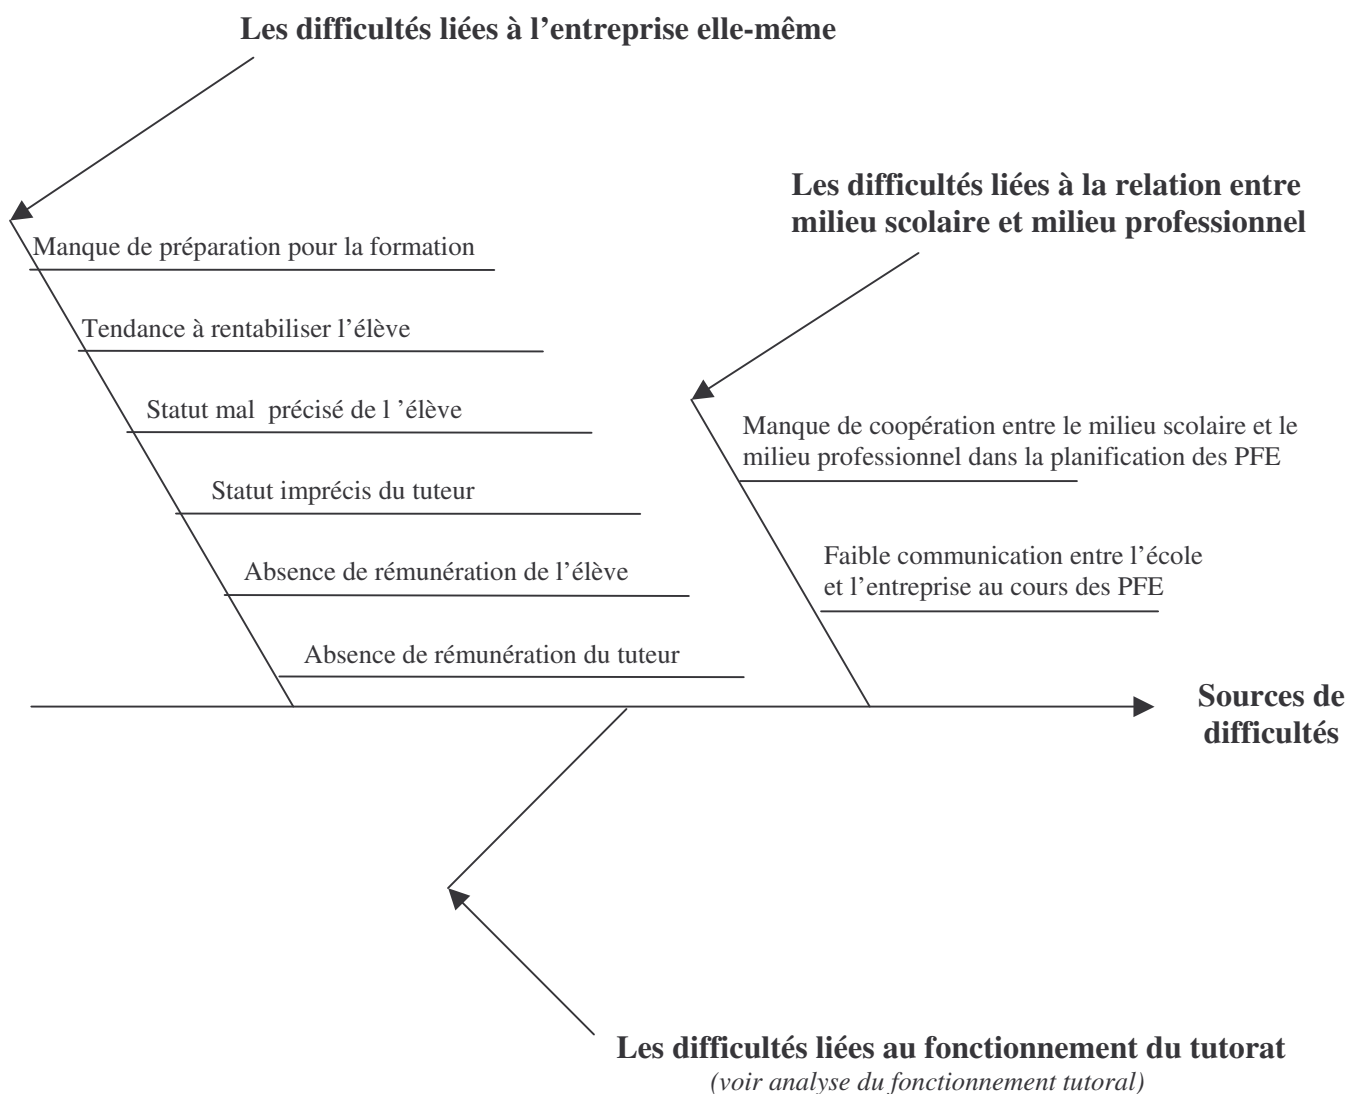 Les difficultés liées à l’entreprise elle-même
Les difficultés liées à la relation entre
milieu scolaire et milieu professionnel
Manque de préparation pour la formation
Tendance à rentabiliser l’élève
Statut mal  précisé de l ’élève
Statut imprécis du tuteur
Absence de rémunération de l’élève
Absence de rémunération du tuteur
Manque de coopération entre le milieu scolaire et le
milieu professionnel dans la planification des PFE
Faible communication entre l’école
et l’entreprise au cours des PFE
Sources de
difficultés
Les difficultés liées au fonctionnement du tutorat
(voir analyse du fonctionnement tutoral)